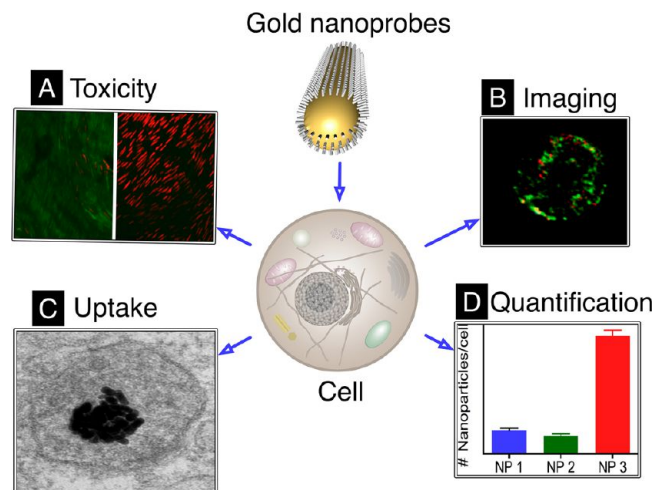 Gold nanoprobes
A Toxicity
B Imaging
C Uptake
Cell
D Quantification
# Nanoparticles/cell
NP 1 NP 2 NP 3